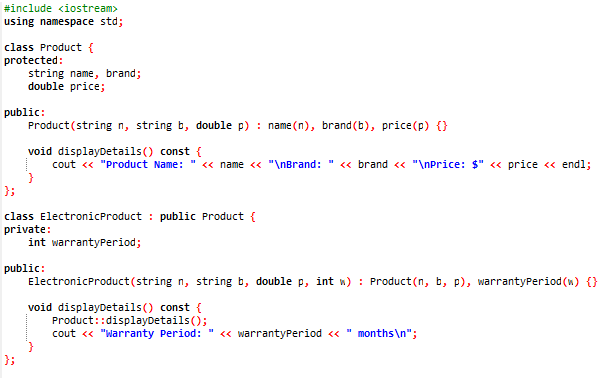 #include <iostream>
using namespace std;

class Product {
protected:
    string name, brand;
    double price;

public:
    Product(string n, string b, double p) : name(n), brand(b), price(p) {}

    void displayDetails() const {
        cout << "Product Name: " << name << "\nBrand: " << brand << "\nPrice: $" << price << endl;
    }
};

class ElectronicProduct : public Product {
private:
    int warrantyPeriod;

public:
    ElectronicProduct(string n, string b, double p, int w) : Product(n, b, p), warrantyPeriod(w) {}

    void displayDetails() const {
        Product::displayDetails();
        cout << "Warranty Period: " << warrantyPeriod << " months\n";
    }
};